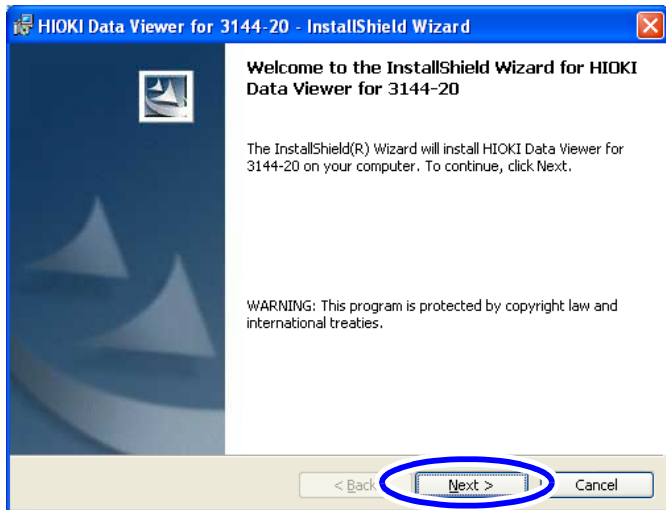 HIOKI Data Viewer for 3144-20 - InstallShield Wizard
Welcome to the InstallShield Wizard for HIOKI
Data Viewer for 3144-20
The InstallShield(R) Wizard will install HIOKI Data Viewer for
3144-20 on your computer. To continue, click Next.
WARNING: This program is protected by copyright law and
international treaties.
< Back Next > Cancel